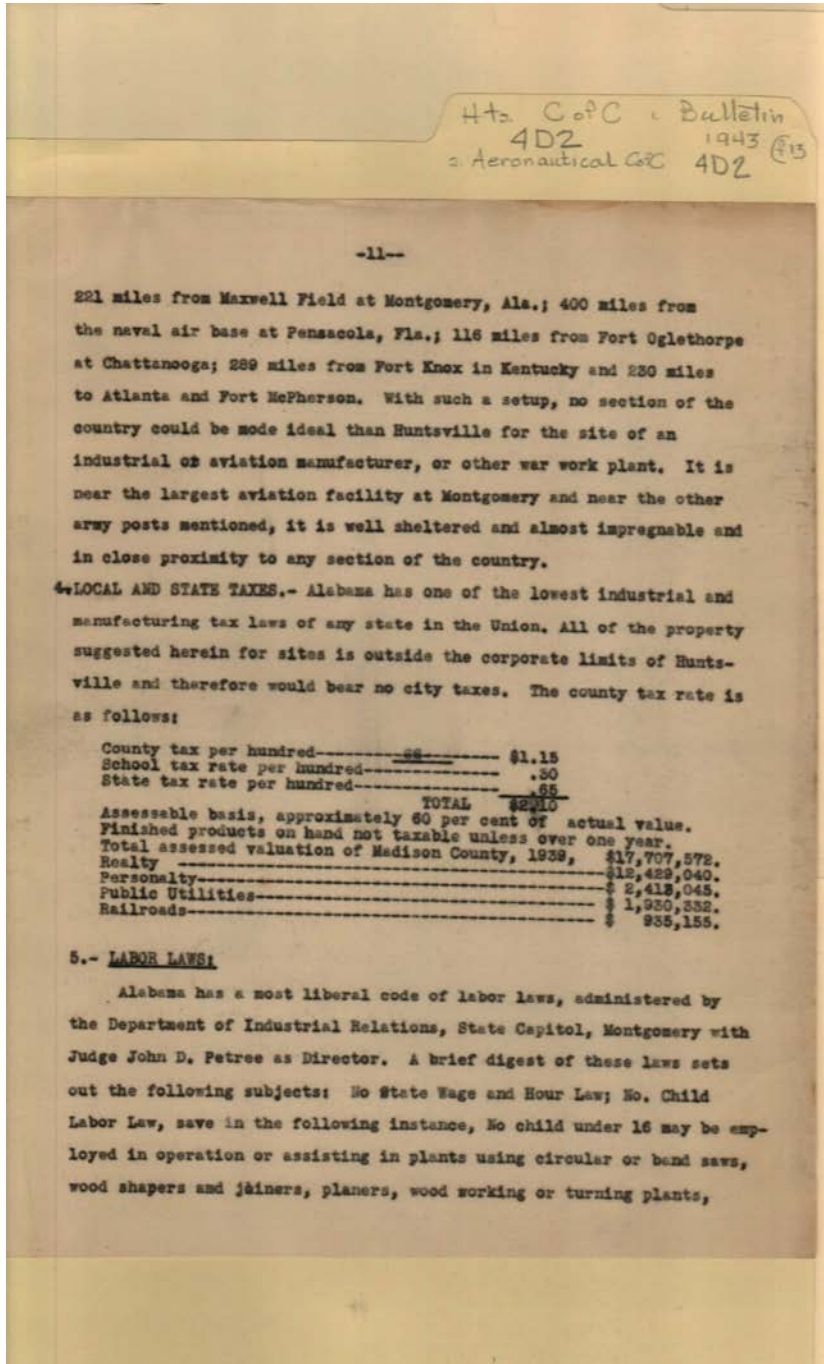 Hts. C of C 1 Bulletin
4D2 1943 f13
2 Aeronautical CofC 4D2
-11--
221 miles from Maxwell Field at Montgomery, Ala.; 400 miles from
the naval air base at Pensacola, Fla.; 116 miles from Fort Oglethorpe
at Chattanooga; 289 miles from Fort Knox in Kentucky and 230 miles
to Atlanta and Fort McPherson. With such a setup, no section of the
country could be mode ideal than Huntsville for the site of an
industrial of aviation manufacturer, or other war work plant. It is
near the largest aviation facility at Montgomery and near the other
army posts mentioned, it is well sheltered and almost impregnable and
in close proximity to any section of the country.
4.LOCAL AND STATE TAXES.- Alabama has one of the lowest industrial and
manufacturing tax laws of any state in the Union. All of the property
suggested herein for sites is outside the corporate limits of Hunts-
ville and therefore would bear no city taxes. The county tax rate is
as follows:
County tax per hundred------------------------ $1.15
School tax rate per hundred------------------ .30
State tax rate per hundred------------------- .65
TOTAL $2.10
Assessable basis, approximately 60 per cent of actual value.
Finished products on hand not taxable unless over one year.
Total assessed valuation of Madison County, 1939, $17,707,572.
Realty ------------------------------------------------$12,429,040.
Personalty---------------------------------------------$ 2,413,045.
Public Utilities--------------------------------------- $ 1,930,332.
Railroads---------------------------------------------- $ 935,155.
5.- LABOR LAWS:
Alabama has a most liberal code of labor laws, administered by
the Department of Industrial Relations, State Capitol, Montgomery with
Judge John D. Petree as Director. A brief digest of these laws sets
out the following subjects: No State Wage and Hour Law; No. Child
Labor Law, save in the following instance, No child under 16 may be emp-
loyed in operation or assisting in plants using circular or band saws,
wood shapers and jainers, planers, wood working or turning plants,